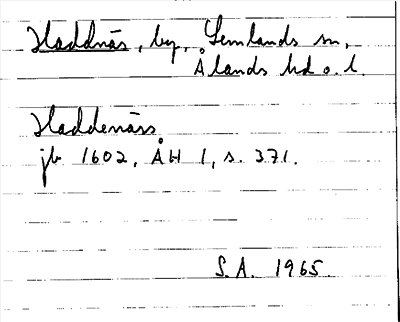 Haddnäs, by, Lemlands sn,
Ålands hd o. l.
Haddenäss
jb 1602, ÅH 1, s. 371.
S.A. 1965